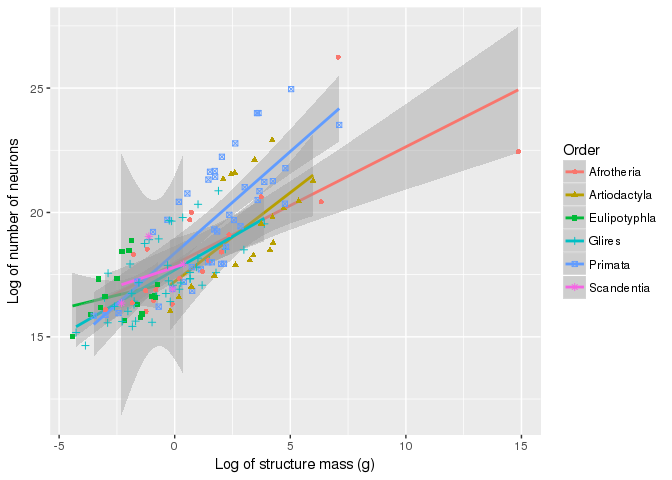 Log of number of neurons
25
20
15
-5
0
5
10
15
Log of structure mass (g)
Order
Afrotheria
Artiodactyla
Eulipotyphla
Glires
Primata
Scandentia